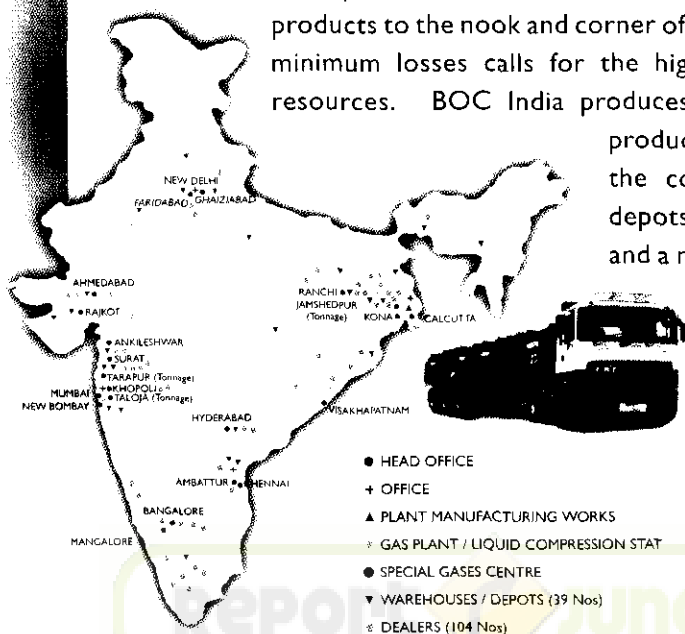 products to the nook and corner of
minimum losses calls for the hig
resources. BOC India produces
produc
the co
depots
and a r
NEW DELHI
FARIDABAD GHAIZIABAD
AHMEDABAD
RAJKOT
RANCHI
JAMSHEDPUR
(Tonnage)
KONA
CALCUTTA
ANKILESHWAR
SURAT
TARAPUR (Tonnage)
KHOPOLI
MUMBAI
TALOJA (Tonnage)
NEW BOMBAY
VISAKHAPATNAM
HYDERABAD
AMBATTUR
CHENNAI
BANGALORE
MANGALORE
HEAD OFFICE
+ OFFICE
PLANT MANUFACTURING WORKS
GAS PLANT / LIQUID COMPRESSION STAT
SPECIAL GASES CENTRE
WAREHOUSES / DEPOTS (39 Nos)
DEALERS (104 Nos)